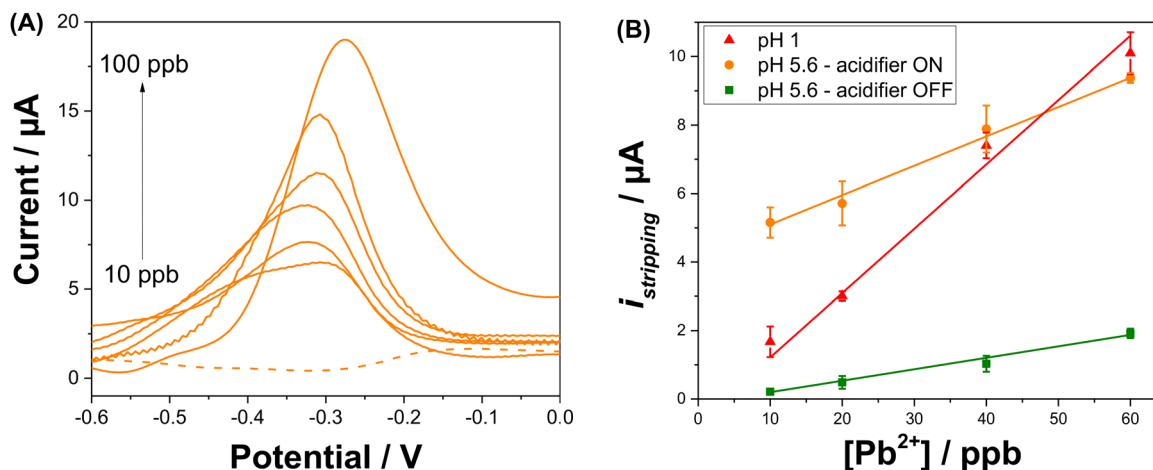 (A)
100 ppb
10 ppb
Current / µA
20
15
10
5
0
-0.6
-0.5
-0.4
-0.3
-0.2
-0.1
0.0
Potential / V
(B)
pH 1
pH 5.6 - acidifier ON
pH 5.6 - acidifier OFF
i stripping / µA
10
8
6
4
2
0
0
10
20
30
40
50
60
[Pb2+] / ppb